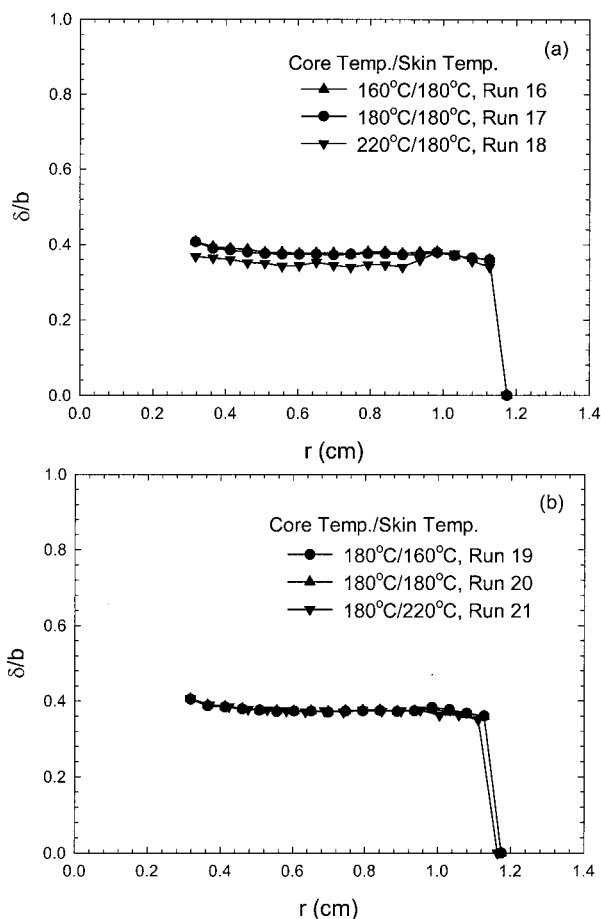 (a)
Core Temp./Skin Temp.
160°C/180°C, Run 16
180°C/180°C, Run 17
220°C/180°C, Run 18
δ/b
1.0
0.8
0.6
0.4
0.2
0.0
0.0 0.2 0.4 0.6 0.8 1.0 1.2 1.4
r (cm)
(b)
Core Temp./Skin Temp.
180°C/160°C, Run 19
180°C/180°C, Run 20
180°C/220°C, Run 21
δ/b
1.0
0.8
0.6
0.4
0.2
0.0
0.0 0.2 0.4 0.6 0.8 1.0 1.2 1.4
r (cm)